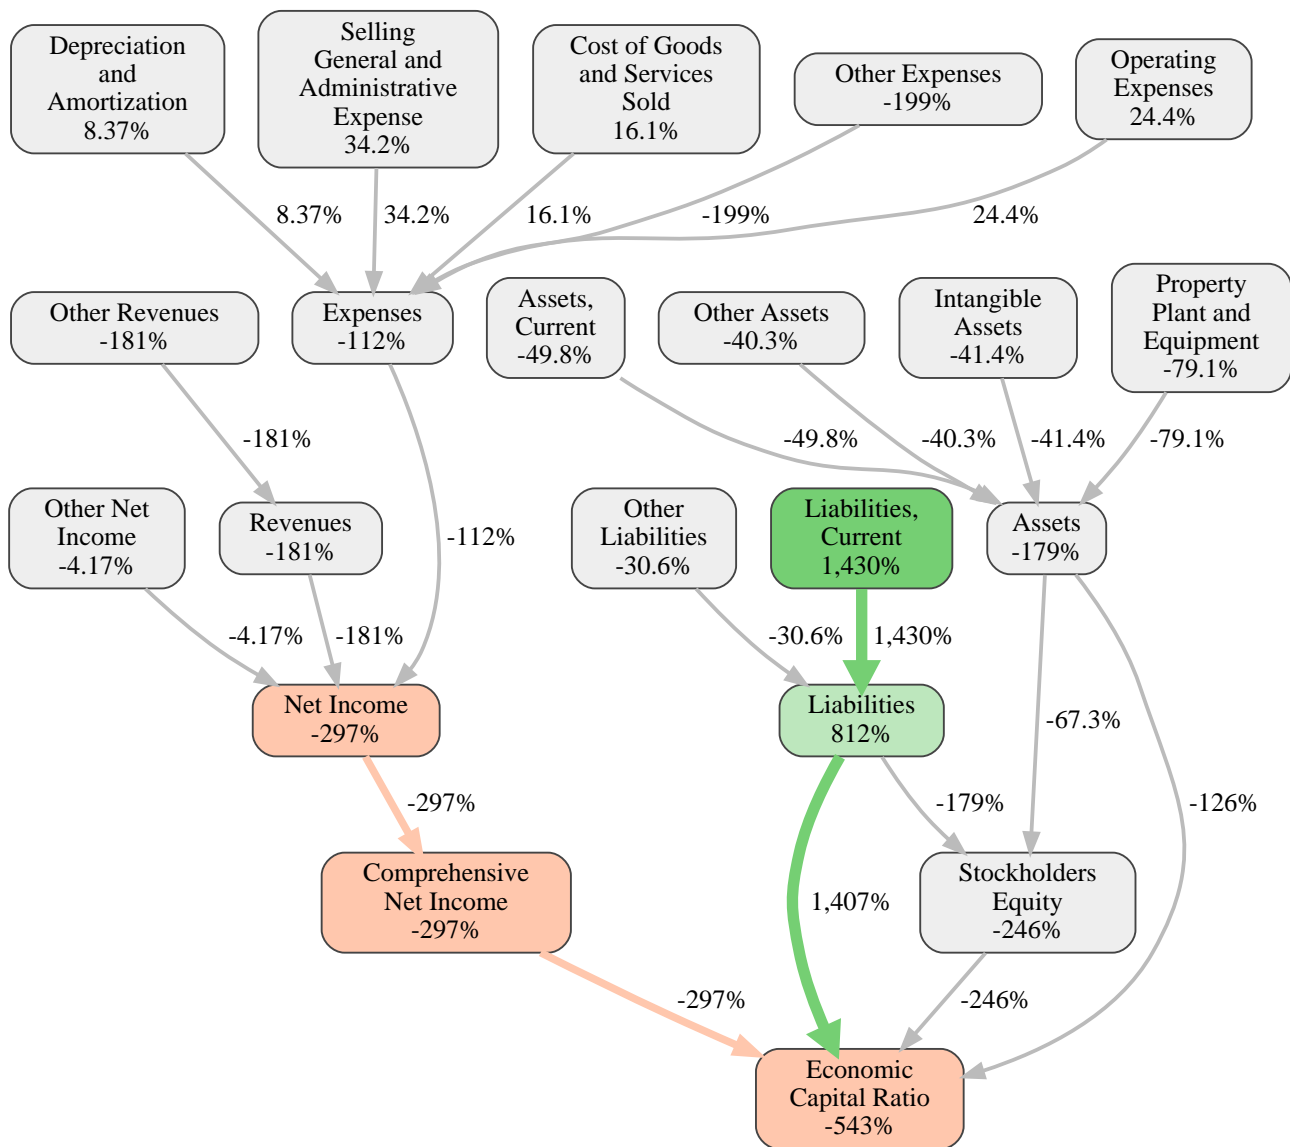 Depreciation
and
Amortization
8.37%
Selling
General and
Administrative
Expense
34.2%
Cost of Goods
and Services
Sold
16.1%
Other Expenses
-199%
Operating
Expenses
24.4%
8.37%
34.2%
16.1%
-199%
24.4%
Other Revenues
-181%
Expenses
-112%
Assets,
Current
-49.8%
Other Assets
-40.3%
Intangible
Assets
-41.4%
Property
Plant and
Equipment
-79.1%
-181%
-49.8%
-40.3%
-41.4%
-79.1%
Other Net
Income
-4.17%
Revenues
-181%
-112%
Other
Liabilities
-30.6%
Liabilities,
Current
1,430%
Assets
-179%
-4.17%
-181%
-30.6%
1,430%
Net Income
-297%
Liabilities
812%
-67.3%
-297%
-179%
-126%
Comprehensive
Net Income
-297%
1,407%
Stockholders
Equity
-246%
-297%
-246%
Economic
Capital Ratio
-543%